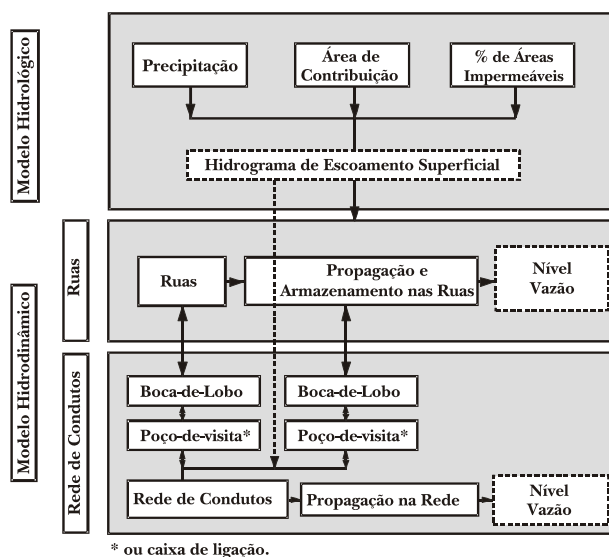 Modelo Hidrológico
Precipitação
Área de
Contribuição
% de Áreas
Impermeáveis
Hidrograma de Escoamento Superficial
Modelo Hidrodinâmico
Ruas
Ruas
Propagação e
Armazenamento nas Ruas
Nível
Vazão
Rede de Condutos
Boca-de-Lobo
Boca-de-Lobo
Poço-de-visita*
Poço-de-visita*
Rede de Condutos
Propagação na Rede
Nível
Vazão
* ou caixa de ligação.